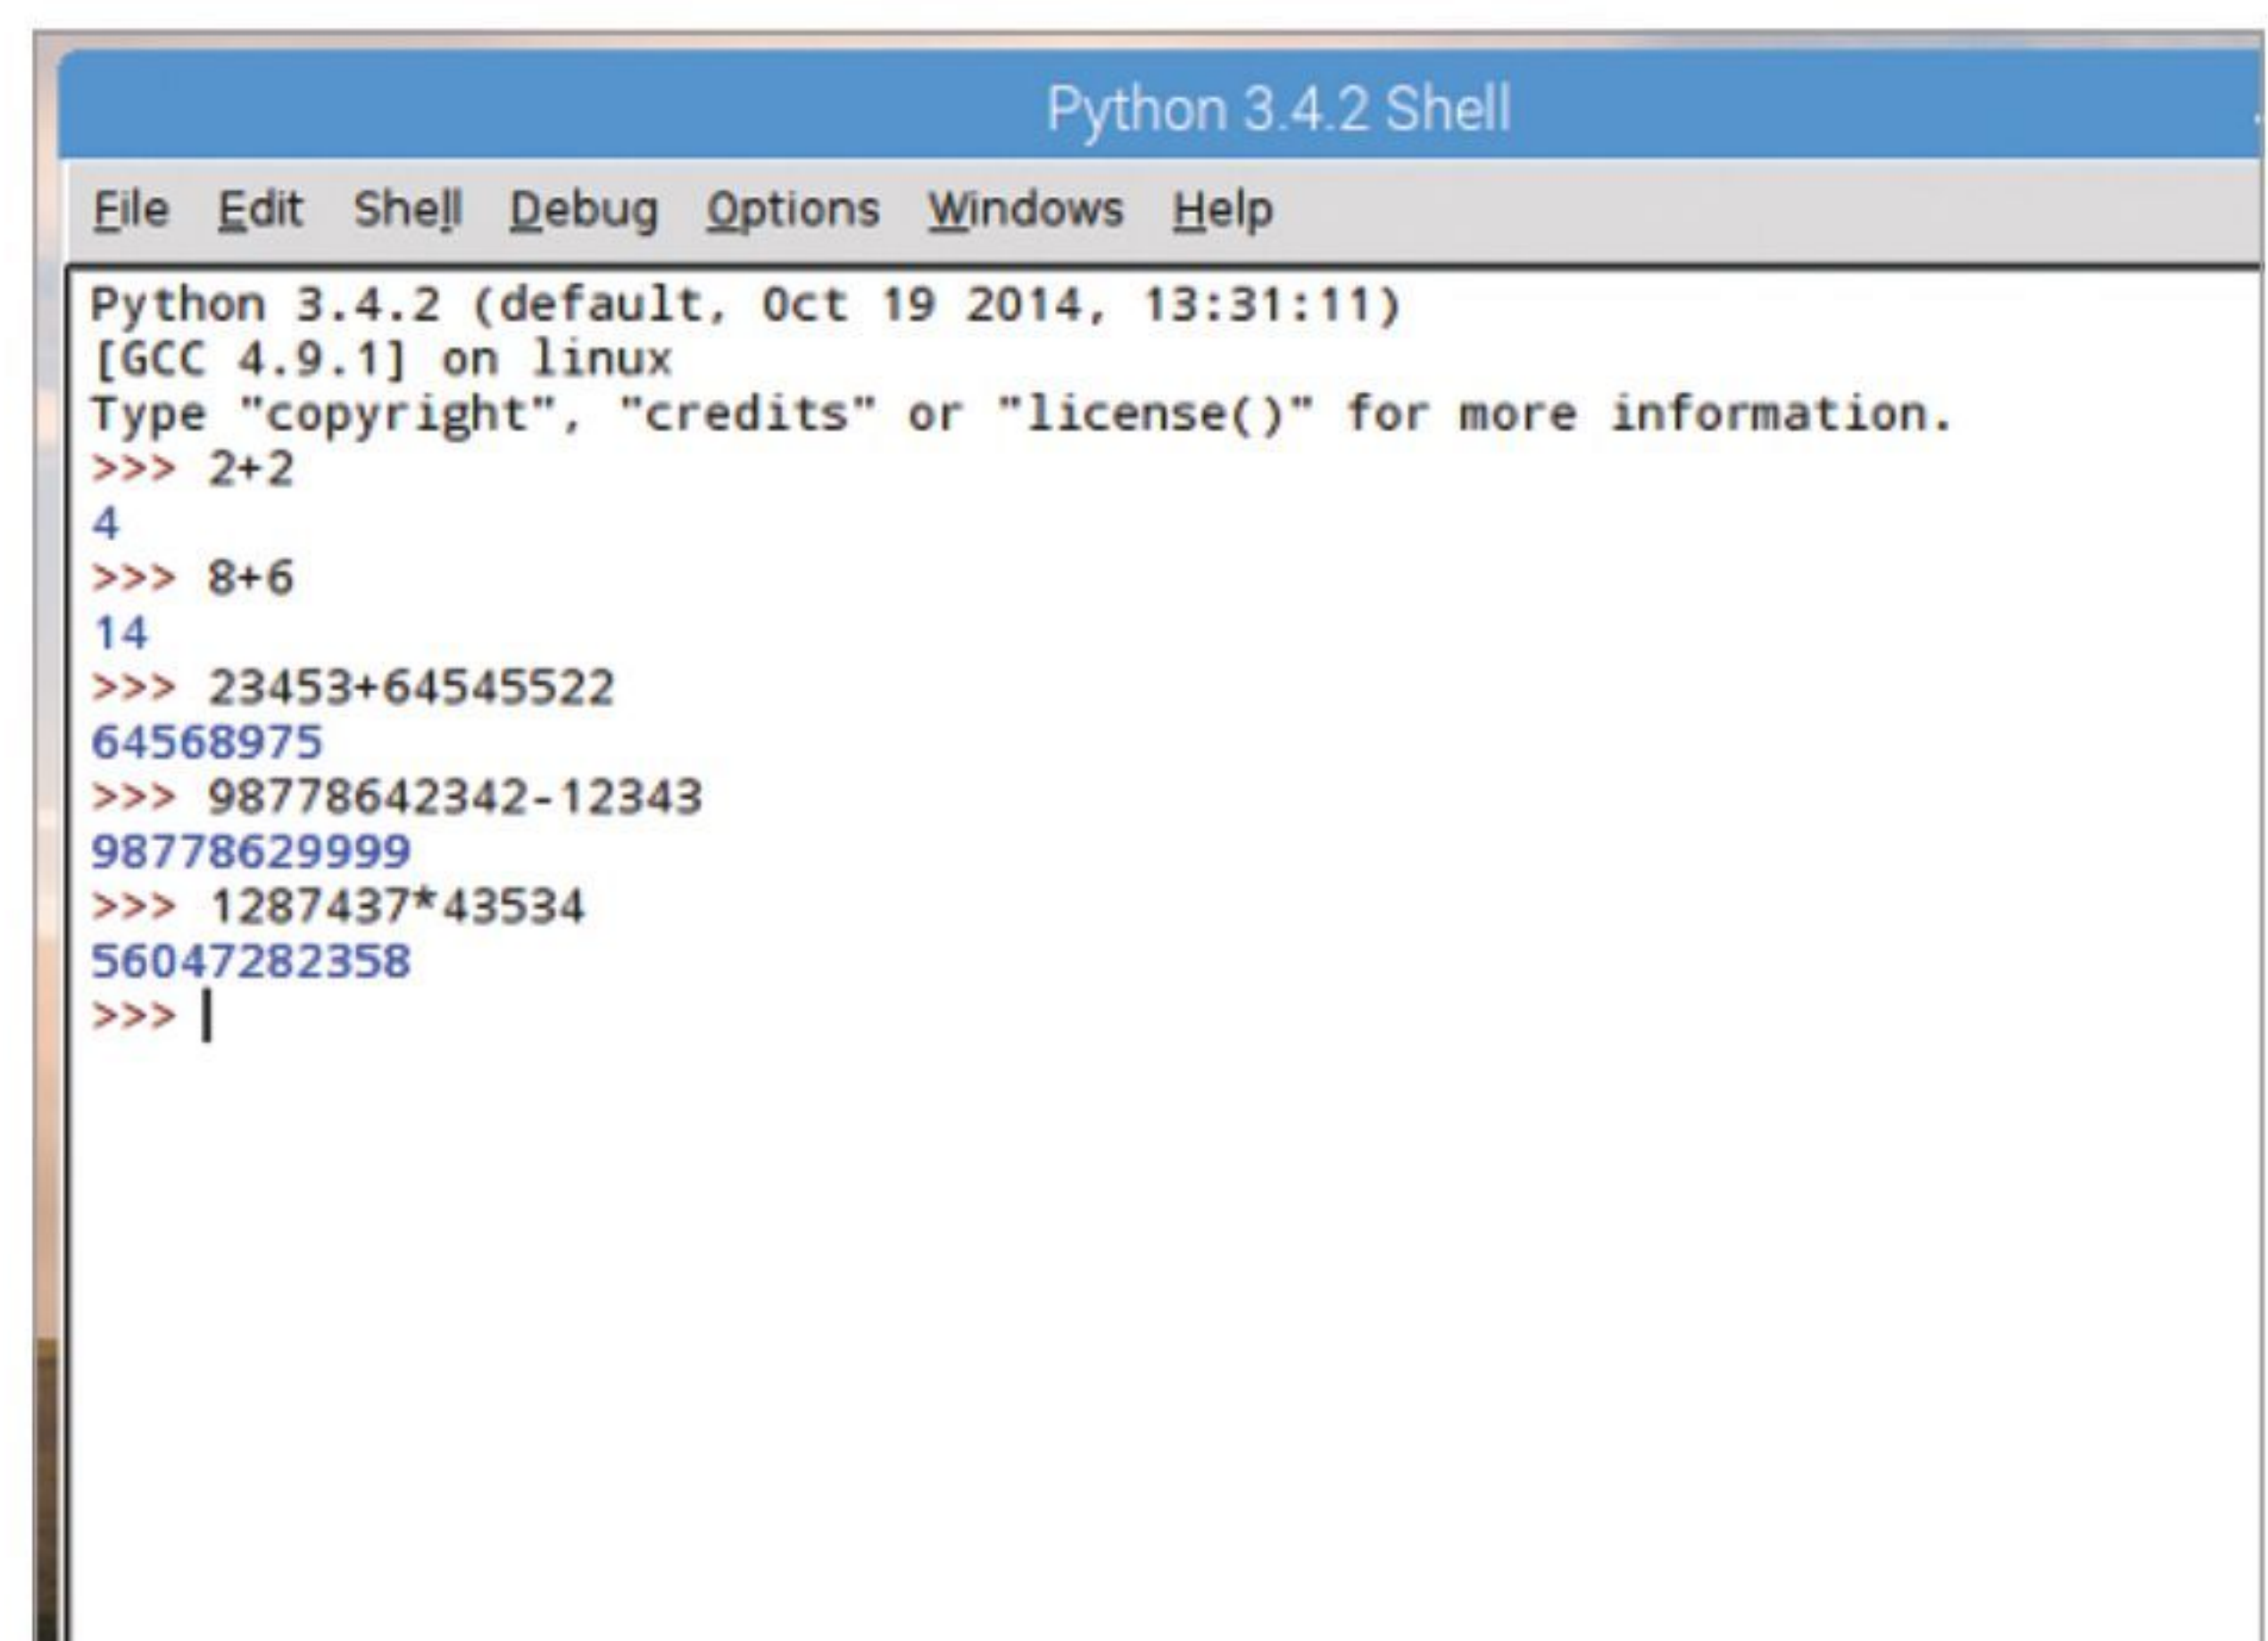 Python 3.4.2 Shell
File Edit Shell Debug Options Windows Help
Python 3.4.2 (default, Oct 19 2014, 13:31:11)
[GCC 4.9.1] on linux
Type "copyright", "credits" or "license()" for more information.
>>> 2+2
4
>>> 8+6
14
>>> 23453+64545522
64568975
>>> 98778642342-12343
98778629999
>>> 1287437*43534
56047282358
>>>